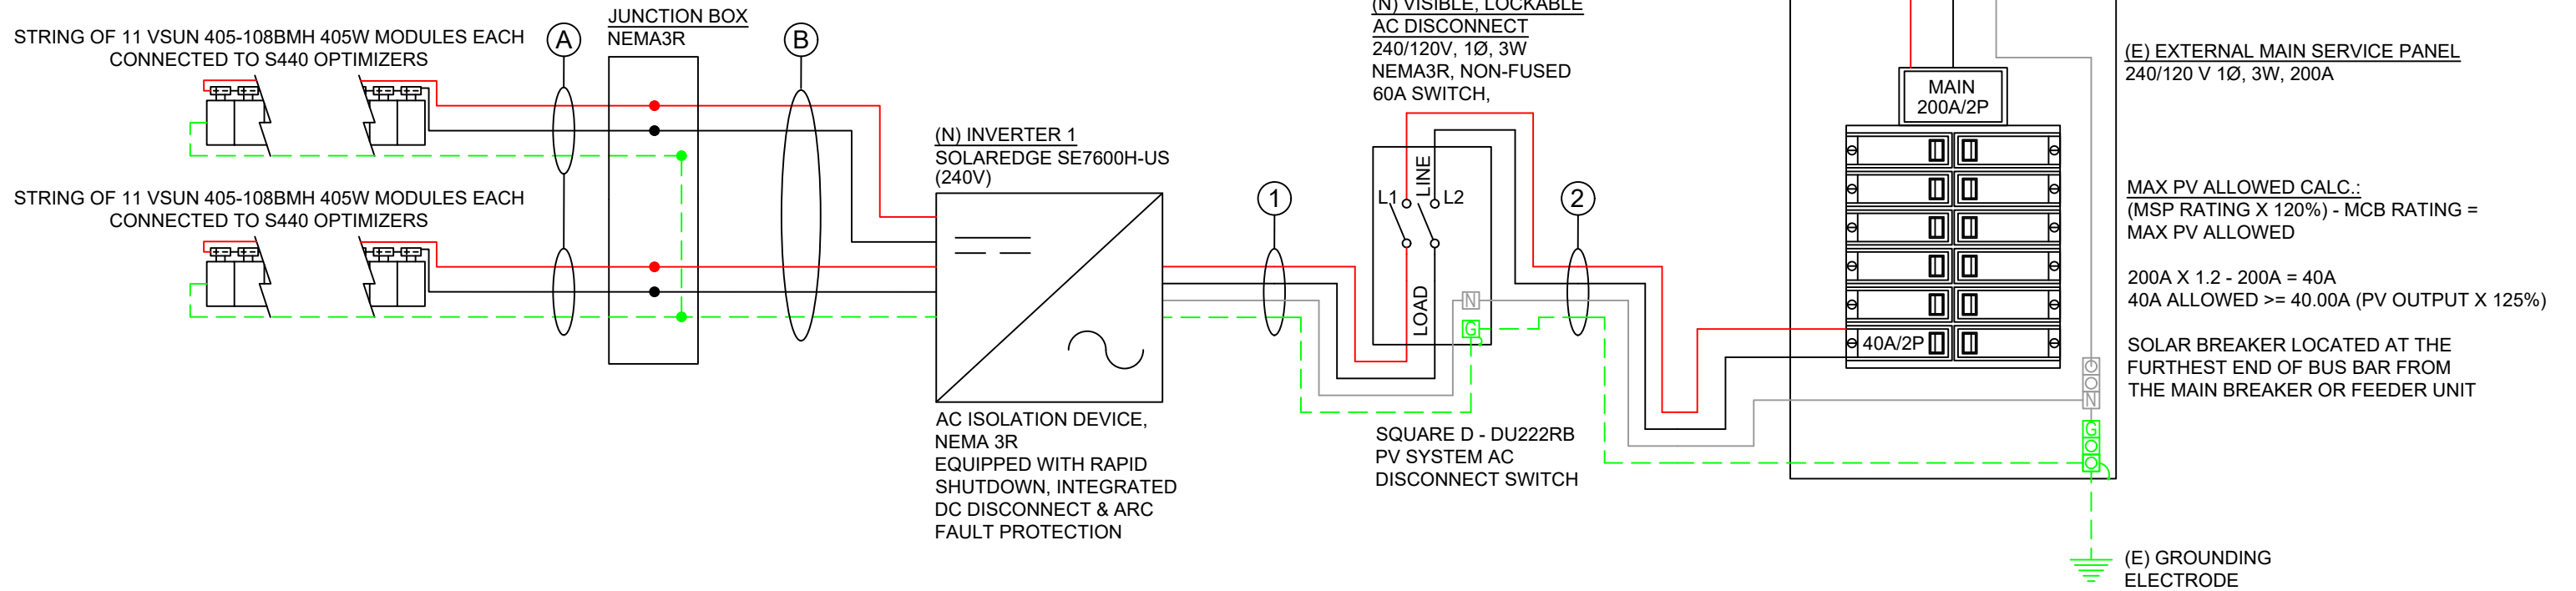 STRING OF 11 VSUN 405-108BMH 405W MODULES EACH
CONNECTED TO S440 OPTIMIZERS
STRING OF 11 VSUN 405-108BMH 405W MODULES EACH
CONNECTED TO S440 OPTIMIZERS
A
JUNCTION BOX
NEMA3R
B
(N) INVERTER 1
SOLAREDGE SE7600H-US
(240V)
AC ISOLATION DEVICE,
NEMA 3R
EQUIPPED WITH RAPID
SHUTDOWN, INTEGRATED
DC DISCONNECT & ARC
FAULT PROTECTION
1
(N) VISIBLE, LOCKABLE
AC DISCONNECT
240/120V, 1Ø, 3W
NEMA3R, NON-FUSED
60A SWITCH,
L1
LINE
L2
LOAD
N
G
SQUARE D - DU222RB
PV SYSTEM AC
DISCONNECT SWITCH
2
MAIN
200A/2P
40A/2P
N
G
(E) EXTERNAL MAIN SERVICE PANEL
240/120 V 1Ø, 3W, 200A
MAX PV ALLOWED CALC.:
(MSP RATING X 120%) - MCB RATING =
MAX PV ALLOWED
200A X 1.2 - 200A = 40A
40A ALLOWED >= 40.00A (PV OUTPUT X 125%)
SOLAR BREAKER LOCATED AT THE
FURTHEST END OF BUS BAR FROM
THE MAIN BREAKER OR FEEDER UNIT
(E) GROUNDING
ELECTRODE